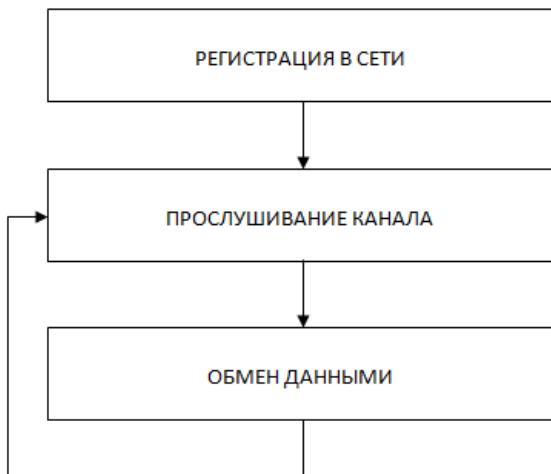 РЕГИСТРАЦИЯ В СЕТИ
ПРОСЛУШИВАНИЕ КАНАЛА
ОБМЕН ДАННЫМИ